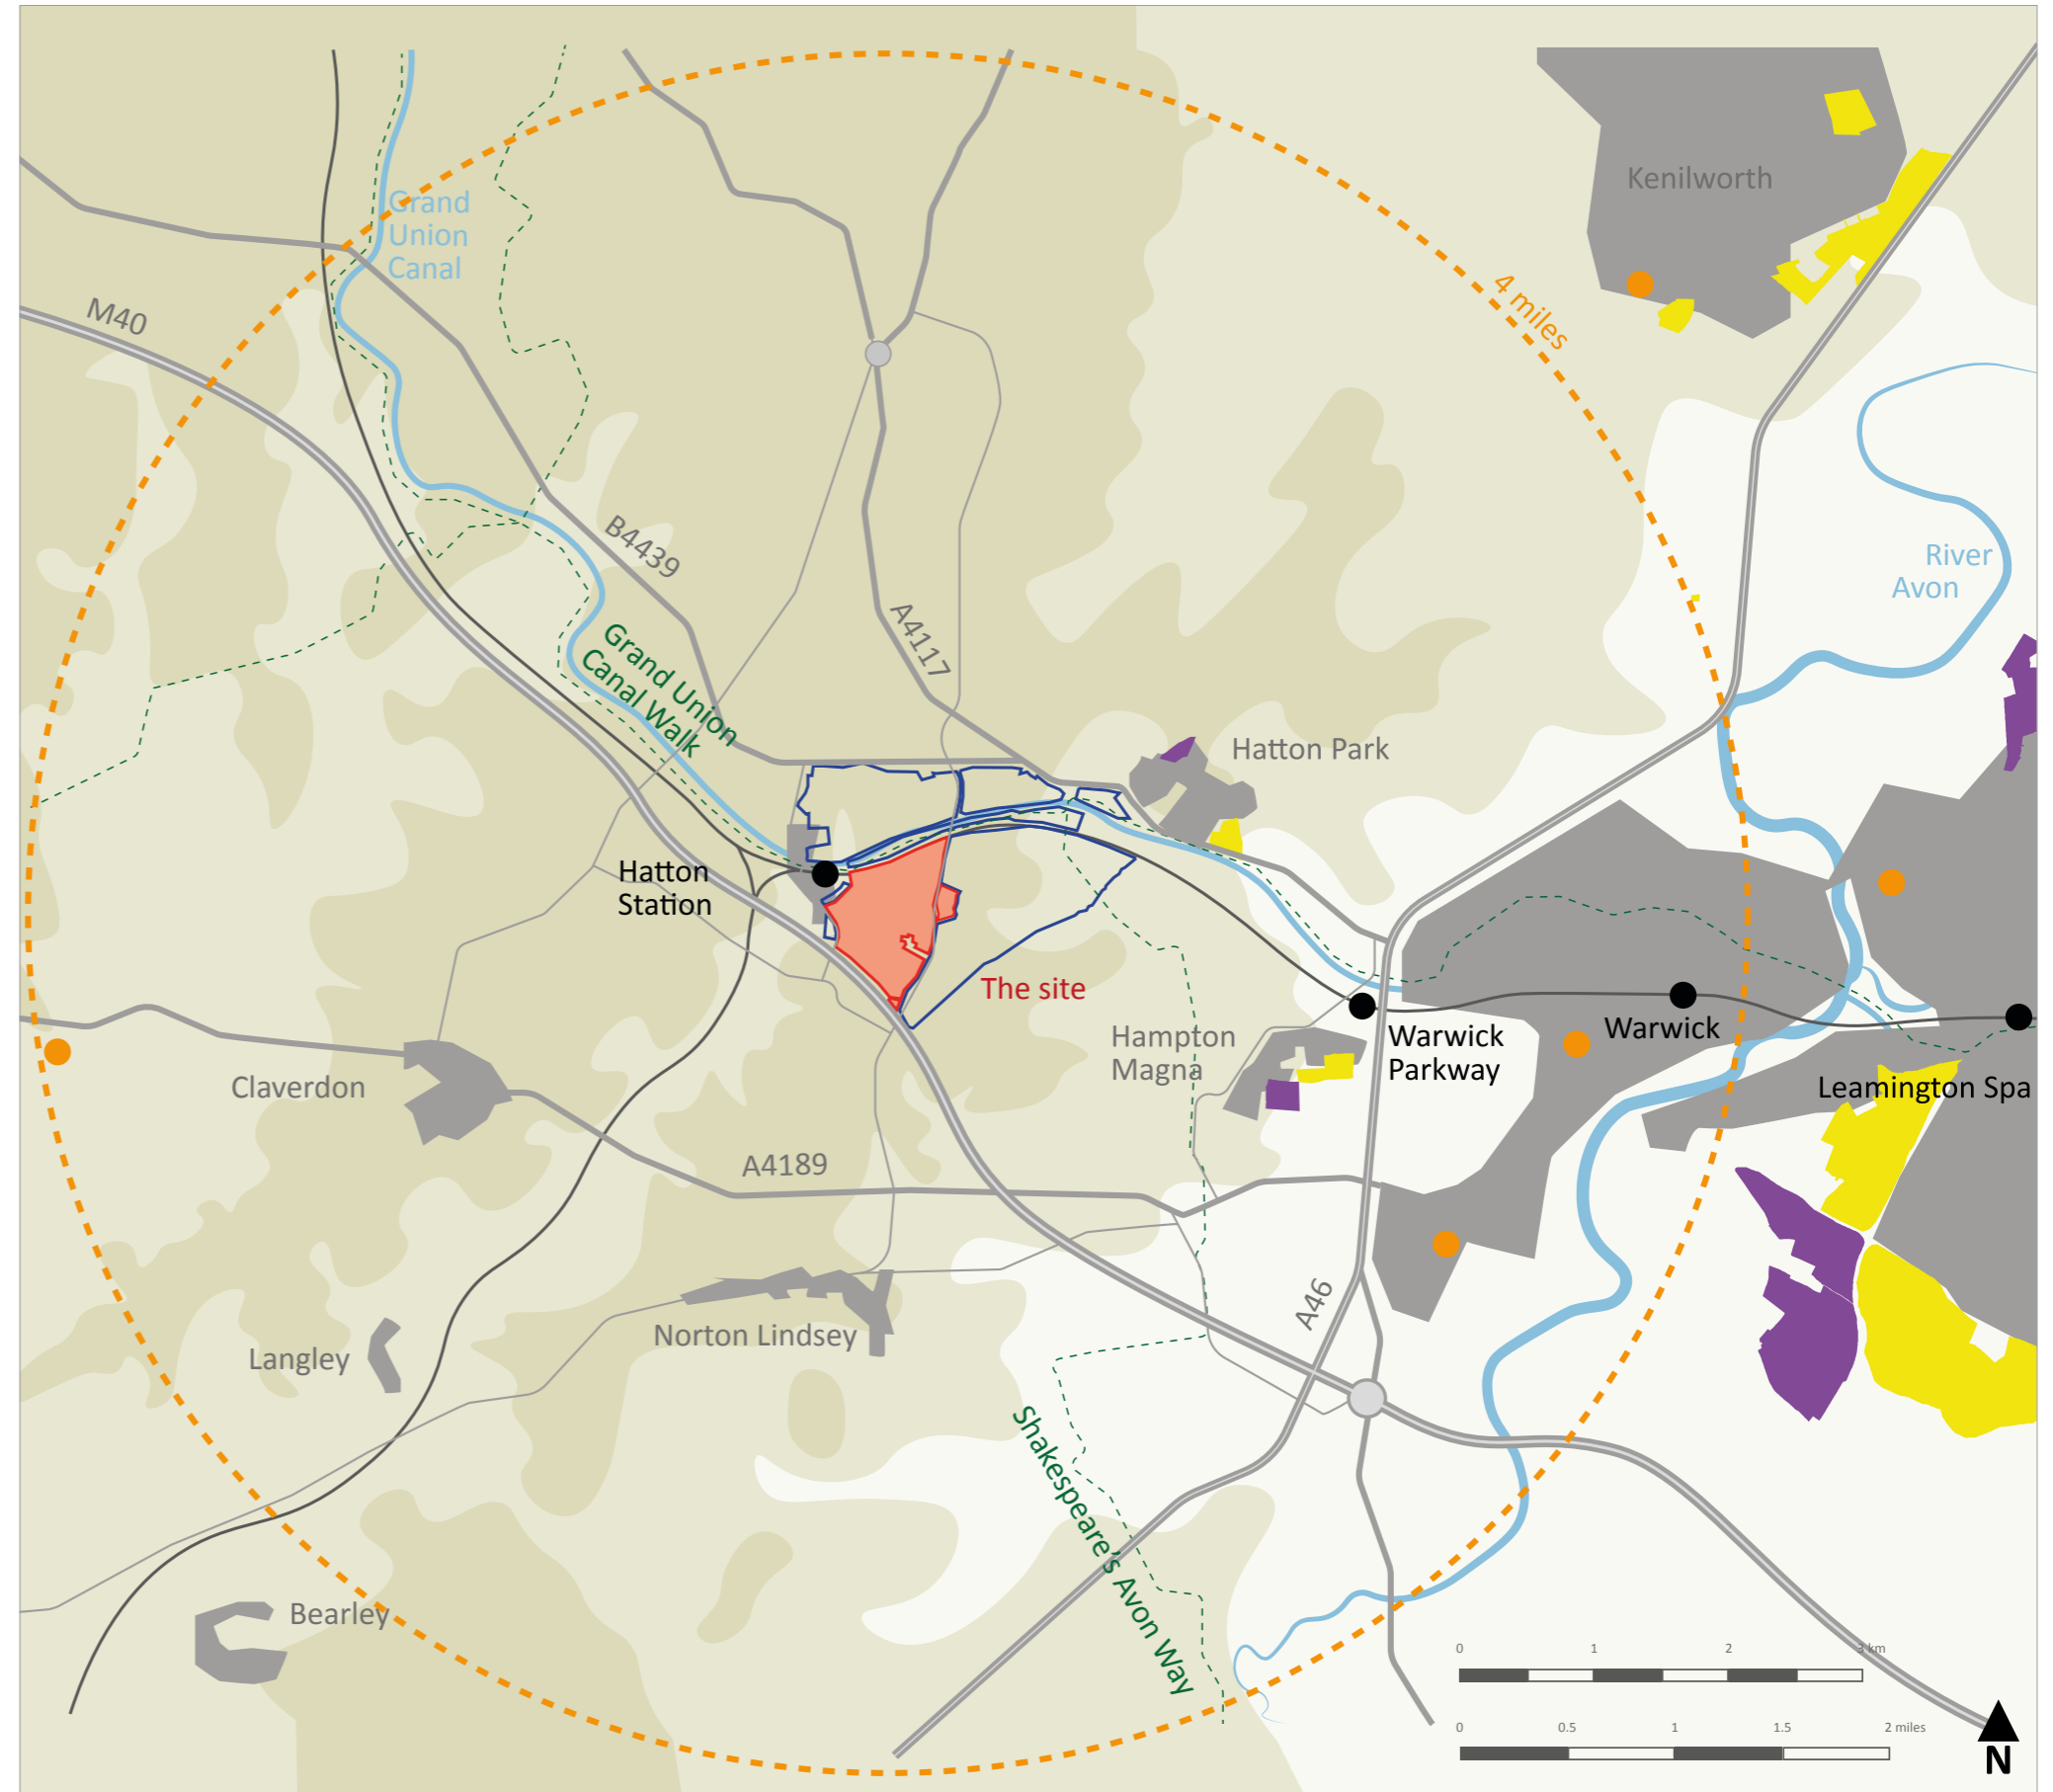 Kenilworth
Grand
Union
Canal
4 miles
M40
B4439
River
Avon
A4117
Grand Union
Canal Walk
Hatton Park
Hatton
Station
The site
Hampton
Magna
Warwick
Parkway
Warwick
Leamington Spa
Claverdon
A4189
A46
Norton Lindsey
Langley
Shakespeare's Avon Way
Bearley
0 1 2 3 km
0 0.5 1 1.5 2 miles
N